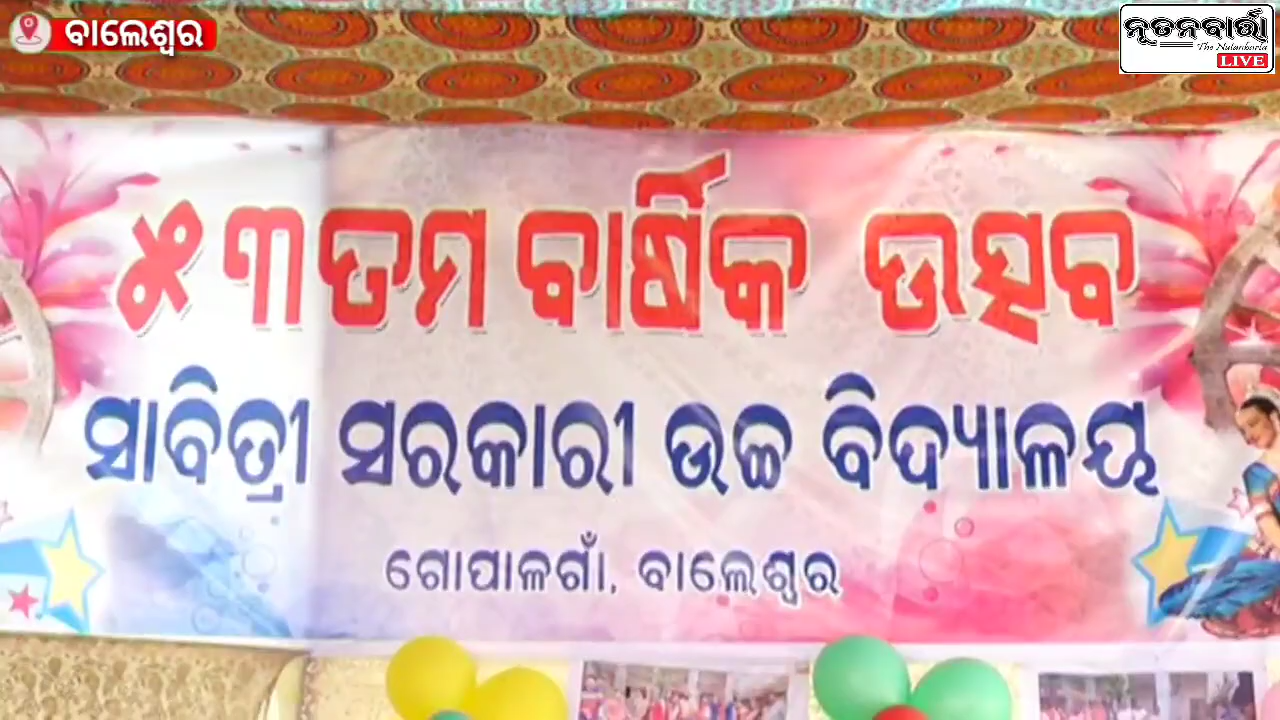 ବାଲେଶ୍ୱର
ନୂତନବାର୍ତ୍ତା
The Nutanbarta
LIVE
୫୩ତମ ବାର୍ଷିକ ଉତ୍ସବ
ସାବିତ୍ରୀ ସରକାରୀ ଉଚ୍ଚ ବିଦ୍ୟାଳୟ
ଗୋପାଳଗାଁ, ବାଲେଶ୍ୱର